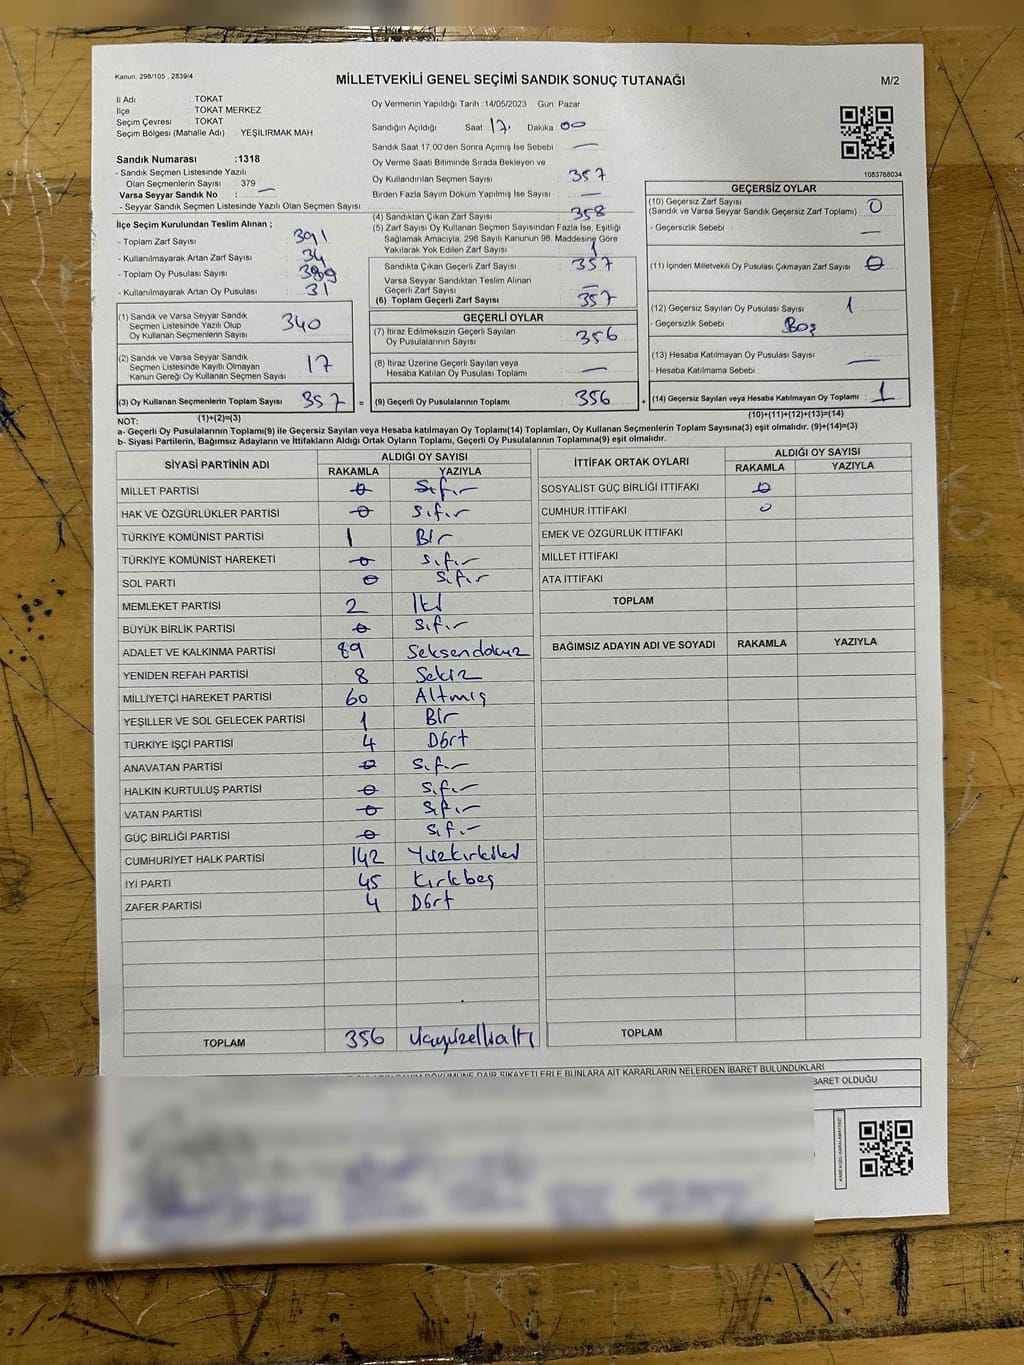 Kanun: 298/105 , 2839/4
MİLLETVEKİLİ GENEL SEÇİMİ SANDIK SONUÇ TUTANAĞI
M/2
İl Adı : TOKAT
İlçe : TOKAT MERKEZ
Seçim Çevresi : TOKAT
Seçim Bölgesi (Mahalle Adı) : YEŞİLIRMAK MAH
Sandık Numarası :1318
- Sandık Seçmen Listesinde Yazılı
Olan Seçmenlerin Sayısı : 379
Varsa Seyyar Sandık No : —
- Seyyar Sandık Seçmen Listesinde Yazılı Olan Seçmen Sayısı:
Oy Vermenin Yapıldığı Tarih :14/05/2023 Gün: Pazar
Sandığın Açıldığı Saat 17. Dakika 00
Sandık Saat 17.00'den Sonra Açımış İse Sebebi : —
Oy Verme Saati Bitiminde Sırada Bekleyen ve
Oy Kullandırılan Seçmen Sayısı 357
Birden Fazla Sayım Döküm Yapılmış İse Sayısı —
1083768034
İlçe Seçim Kurulundan Teslim Alınan ;
- Toplam Zarf Sayısı : 391
- Kullanılmayarak Artan Zarf Sayısı : 34
- Toplam Oy Pusulası Sayısı : 389
- Kullanılmayarak Artan Oy Pusulası : 31
(4) Sandıktan Çıkan Zarf Sayısı 358
(5) Zarf Sayısı Oy Kullanan Seçmen Sayısından Fazla İse, Eşitliği
Sağlamak Amacıyla, 298 Sayılı Kanunun 98. Maddesine Göre
Yakılarak Yok Edilen Zarf Sayısı : 1
Sandıkta Çıkan Geçerli Zarf Sayısı 357
Varsa Seyyar Sandıktan Teslim Alınan
Geçerli Zarf Sayısı —
(6) Toplam Geçerli Zarf Sayısı 357
GEÇERSİZ OYLAR
(10) Geçersiz Zarf Sayısı
(Sandık ve Varsa Seyyar Sandık Geçersiz Zarf Toplamı) : 0
- Geçersizlik Sebebi : —
(11) İçinden Milletvekili Oy Pusulası Çıkmayan Zarf Sayısı 0
(12) Geçersiz Sayılan Oy Pusulası Sayısı 1
- Geçersizlik Sebebi : Boş
(13) Hesaba Katılmayan Oy Pusulası Sayısı —
- Hesaba Katılmama Sebebi :
(14) Geçersiz Sayılan veya Hesaba Katılmayan Oy Toplamı : 1
(10)+(11)+(12)+(13)=(14)
(1) Sandık ve Varsa Seyyar Sandık
Seçmen Listesinde Yazılı Olup
Oy Kullanan Seçmenlerin Sayısı 340
(2) Sandık ve Varsa Seyyar Sandık
Seçmen Listesinde Kayıtlı Olmayan
Kanun Gereği Oy Kullanan Seçmen Sayısı 17
(3) Oy Kullanan Seçmenlerin Toplam Sayısı 357 =
(1)+(2)=(3)
GEÇERLİ OYLAR
(7) İtiraz Edilmeksizin Geçerli Sayılan
Oy Pusulalarının Sayısı 356
(8) İtiraz Üzerine Geçerli Sayılan veya
Hesaba Katılan Oy Pusulası Toplamı —
(9) Geçerli Oy Pusulalarının Toplamı 356 +
NOT:
a- Geçerli Oy Pusulalarının Toplamı(9) ile Geçersiz Sayılan veya Hesaba katılmayan Oy Toplamı(14) Toplamları, Oy Kullanan Seçmenlerin Toplam Sayısına(3) eşit olmalıdır. (9)+(14)=(3)
b- Siyasi Partilerin, Bağımsız Adayların ve İttifakların Aldığı Ortak Oyların Toplamı, Geçerli Oy Pusulalarının Toplamına(9) eşit olmalıdır.
SİYASİ PARTİNİN ADI ALDIĞI OY SAYISI
RAKAMLA YAZIYLA
MİLLET PARTİSİ 0 Sıfır
HAK VE ÖZGÜRLÜKLER PARTİSİ 0 Sıfır
TÜRKİYE KOMÜNİST PARTİSİ 1 Bir
TÜRKİYE KOMÜNİST HAREKETİ 0 Sıfır
SOL PARTİ 0 Sıfır
MEMLEKET PARTİSİ 2 İki
BÜYÜK BİRLİK PARTİSİ 0 Sıfır
ADALET VE KALKINMA PARTİSİ 89 Seksendokuz
YENİDEN REFAH PARTİSİ 8 Sekiz
MİLLİYETÇİ HAREKET PARTİSİ 60 Altmış
YEŞİLLER VE SOL GELECEK PARTİSİ 1 Bir
TÜRKİYE İŞÇİ PARTİSİ 4 Dört
ANAVATAN PARTİSİ 0 Sıfır
HALKIN KURTULUŞ PARTİSİ 0 Sıfır
VATAN PARTİSİ 0 Sıfır
GÜÇ BİRLİĞİ PARTİSİ 0 Sıfır
CUMHURİYET HALK PARTİSİ 142 Yüzkırkiki
İYİ PARTİ 45 Kırkbeş
ZAFER PARTİSİ 4 Dört
TOPLAM 356 üçyüzellialtı
İTTİFAK ORTAK OYLARI ALDIĞI OY SAYISI
RAKAMLA YAZIYLA
SOSYALİST GÜÇ BİRLİĞİ İTTİFAKI 0
CUMHUR İTTİFAKI 0
EMEK VE ÖZGÜRLÜK İTTİFAKI
MİLLET İTTİFAKI
ATA İTTİFAKI
TOPLAM
BAĞIMSIZ ADAYIN ADI VE SOYADI RAKAMLA YAZIYLA
TOPLAM
DÖKÜMÜNE DAİR ŞİKAYETLERLE BUNLARA AİT KARARLARIN NELERDEN İBARET BULUNDUKLARI
BARET OLDUĞU